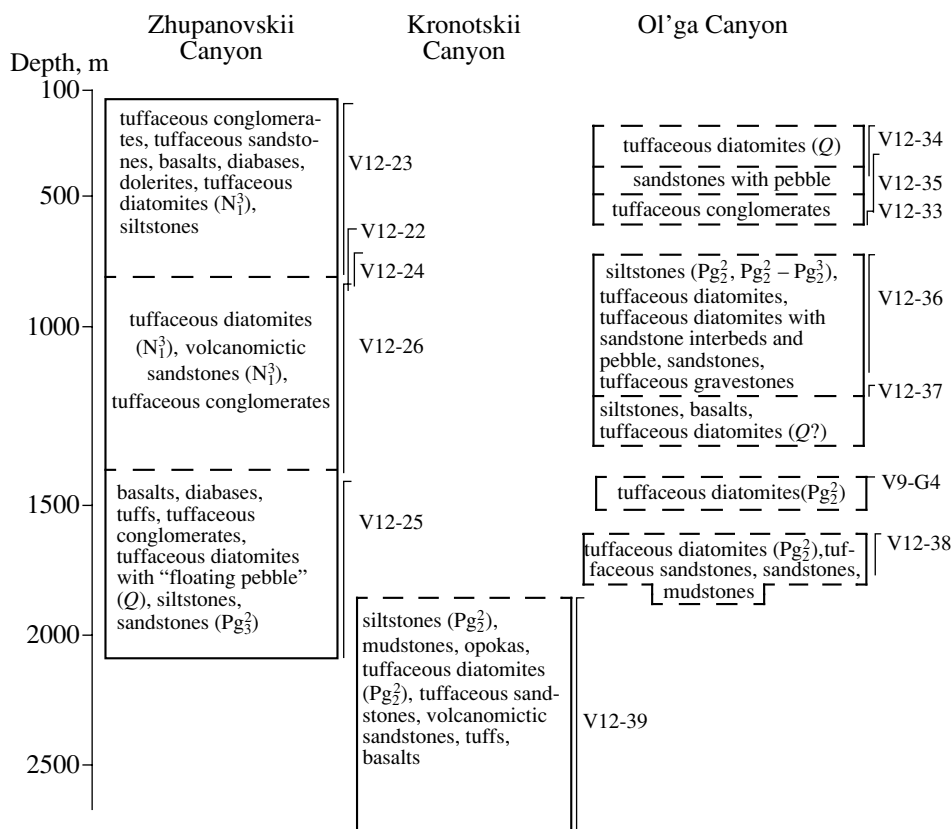 Zhupanovskii
Canyon
Kronotskii
Canyon
Ol’ga Canyon
Depth, m
100
500
1000
1500
2000
2500
tuffaceous conglomera-
tes, tuffaceous sandsto-
nes, basalts, diabases,
dolerites, tuffaceous
diatomites (N₁³),
siltstones
V12-23
V12-22
V12-24
tuffaceous diatomites
(N₁³), volcanomictic
sandstones (N₁³),
tuffaceous conglomerates
V12-26
basalts, diabases,
tuffs, tuffaceous
conglomerates,
tuffaceous diatomites
with “floating pebble”
(Q), siltstones,
sandstones (Pg₃²)
V12-25
siltstones (Pg₂²),
mudstones, opokas,
tuffaceous diatomites
(Pg₂²), tuffaceous sand-
stones, volcanomictic
sandstones, tuffs,
basalts
V12-39
tuffaceous diatomites (Q)
V12-34
sandstones with pebble
V12-35
tuffaceous conglomerates
V12-33
siltstones (Pg₂², Pg₂² – Pg₂³),
tuffaceous diatomites,
tuffaceous diatomites with
sandstone interbeds and
pebble, sandstones,
tuffaceous gravestones
V12-36
V12-37
siltstones, basalts,
tuffaceous diatomites (Q?)
tuffaceous diatomites(Pg₂²)
V9-G4
tuffaceous diatomites (Pg₂²),tuf-
faceous sandstones, sandstones,
mudstones
V12-38